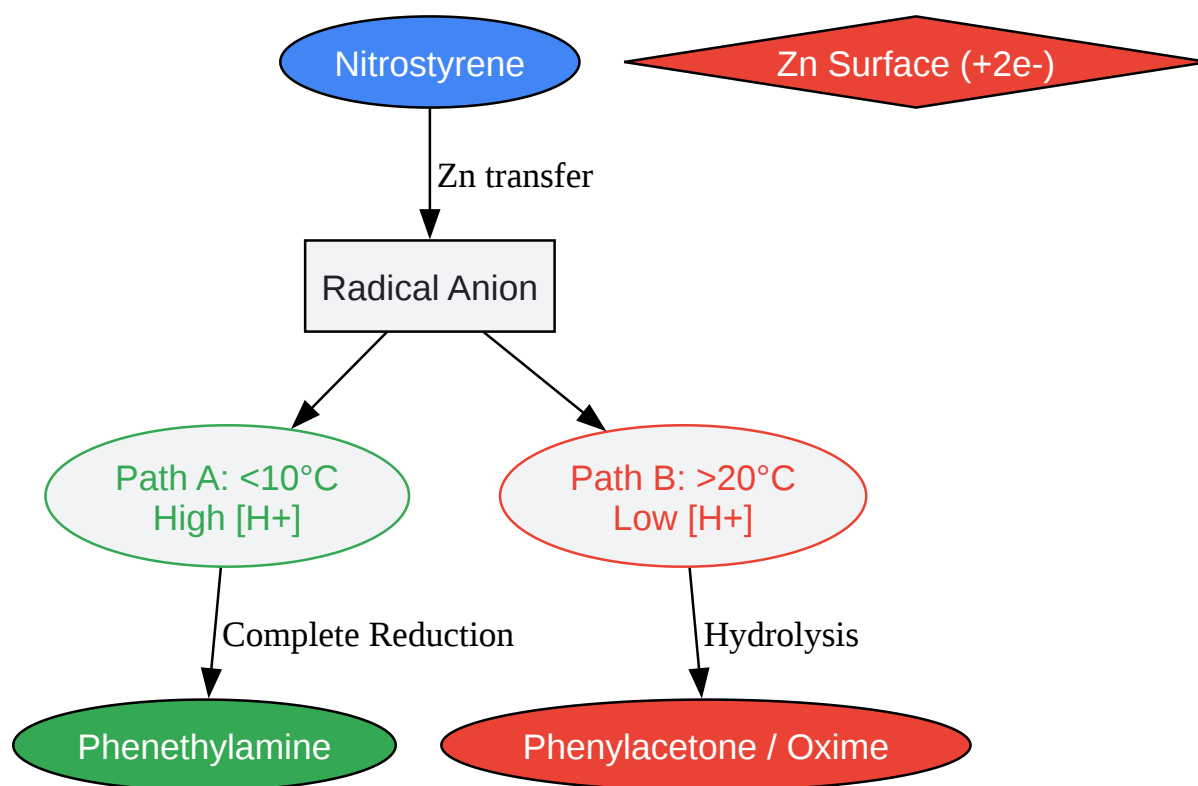 Nitrostyrene
Zn Surface (+2e-)
Zn transfer
Radical Anion
Path A: <10°C
High [H+]
Path B: >20°C
Low [H+]
Complete Reduction
Hydrolysis
Phenethylamine
Phenylacetone / Oxime